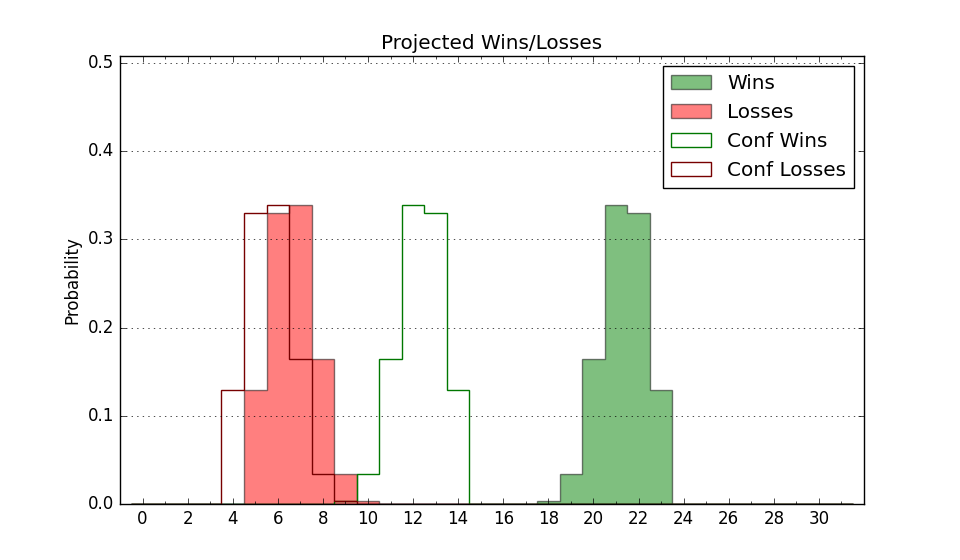 Projected Wins/Losses
0.5
0.4
0.3
0.2
0.1
0.0
Probability
Wins
Losses
Conf Wins
Conf Losses
0 2 4 6 8 10 12 14 16 18 20 22 24 26 28 30